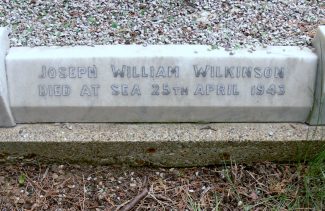 JOSEPH WILLIAM WILKINSON
DIED AT SEA 25TH APRIL 1943